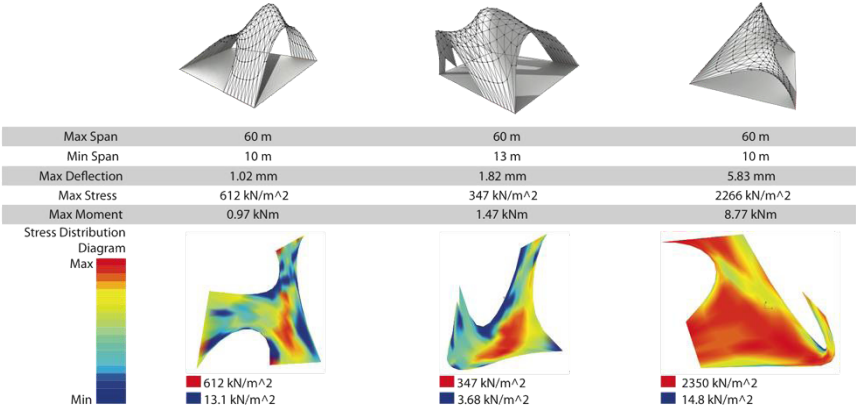 Max Span 60 m 60 m 60 m
Min Span 10 m 13 m 10 m
Max Deflection 1.02 mm 1.82 mm 5.83 mm
Max Stress 612 kN/m^2 347 kN/m^2 2266 kN/m^2
Max Moment 0.97 kNm 1.47 kNm 8.77 kNm
Stress Distribution
Diagram
Max
Min
612 kN/m^2 347 kN/m^2 2350 kN/m^2
13.1 kN/m^2 3.68 kN/m^2 14.8 kN/m^2